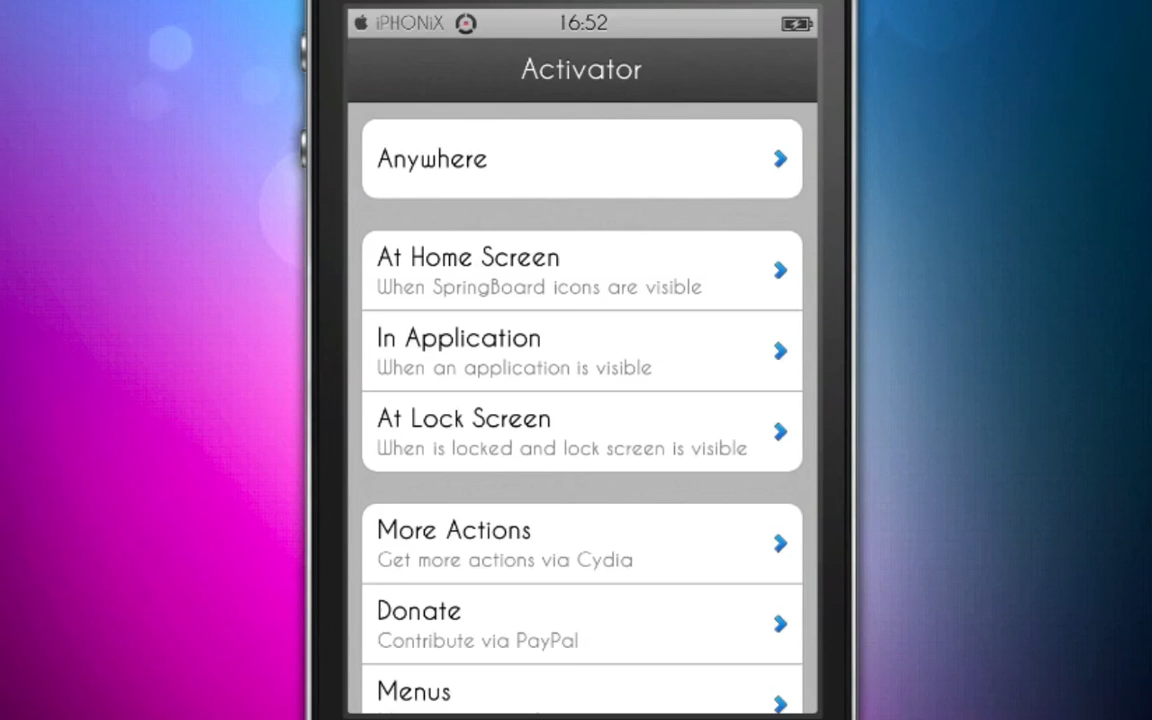 iPHONiX 16:52
Activator
Anywhere
At Home Screen
When SpringBoard icons are visible
In Application
When an application is visible
At Lock Screen
When is locked and lock screen is visible
More Actions
Get more actions via Cydia
Donate
Contribute via PayPal
Menus